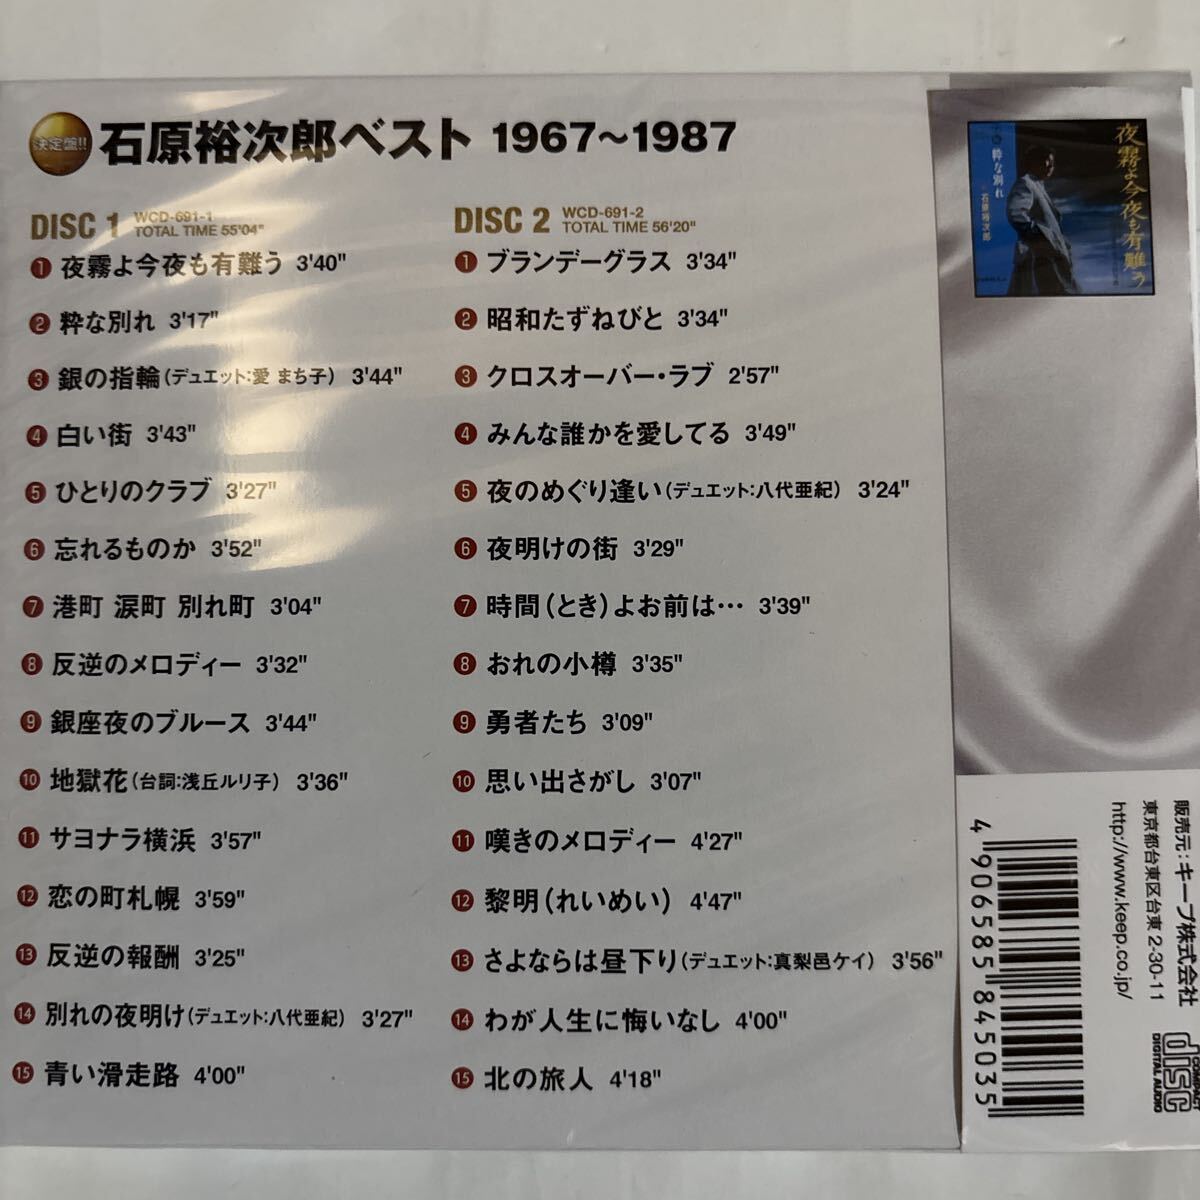 決定盤!!
石原裕次郎ベスト 1967～1987
DISC 1 WCD-691-1
TOTAL TIME 55'04"
1 夜霧よ今夜も有難う 3'40"
2 粋な別れ 3'17"
3 銀の指輪(デュエット:愛 まち子) 3'44"
4 白い街 3'43"
5 ひとりのクラブ 3'27"
6 忘れるものか 3'52"
7 港町 涙町 別れ町 3'04"
8 反逆のメロディー 3'32"
9 銀座夜のブルース 3'44"
10 地獄花(台詞:浅丘ルリ子) 3'36"
11 サヨナラ横浜 3'57"
12 恋の町札幌 3'59"
13 反逆の報酬 3'25"
14 別れの夜明け(デュエット:八代亜紀) 3'27"
15 青い滑走路 4'00"
DISC 2 WCD-691-2
TOTAL TIME 56'20"
1 ブランデーグラス 3'34"
2 昭和たずねびと 3'34"
3 クロスオーバー・ラブ 2'57"
4 みんな誰かを愛してる 3'49"
5 夜のめぐり逢い(デュエット:八代亜紀) 3'24"
6 夜明けの街 3'29"
7 時間(とき)よお前は… 3'39"
8 おれの小樽 3'35"
9 勇者たち 3'09"
10 思い出さがし 3'07"
11 嘆きのメロディー 4'27"
12 黎明(れいめい) 4'47"
13 さよならは昼下り(デュエット:真梨邑ケイ) 3'56"
14 わが人生に悔いなし 4'00"
15 北の旅人 4'18"
夜霧よ今夜も有難う
粋な別れ
石原裕次郎
販売元:キープ株式会社
東京都台東区台東 2-30-11
http://www.keep.co.jp/
4 906585 845035
COMPACT
disc
DIGITAL AUDIO